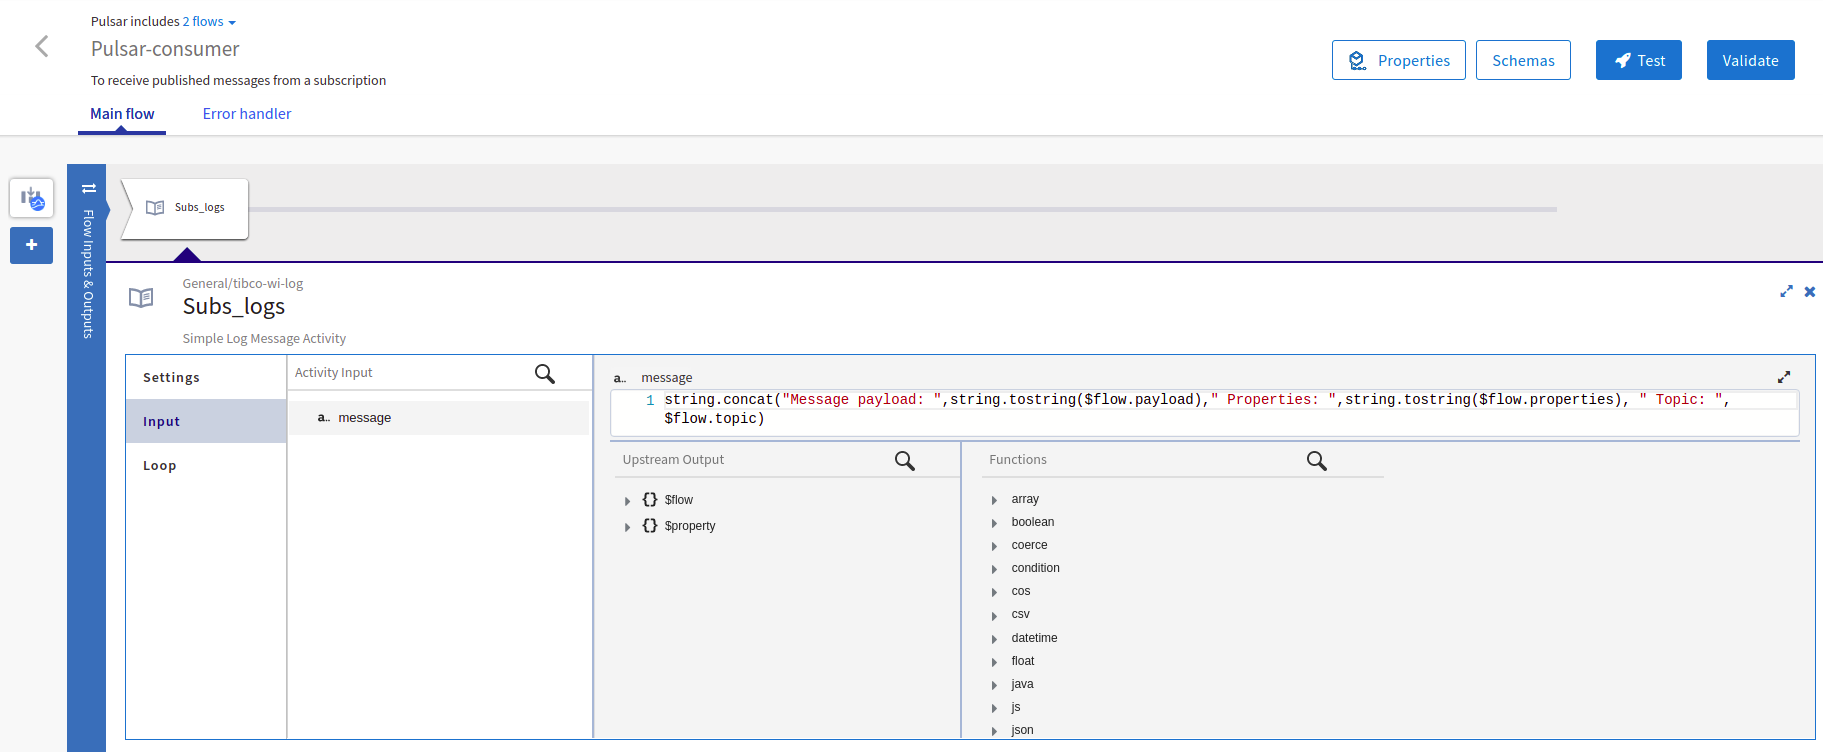 Pulsar includes 2 flows
Pulsar-consumer
To receive published messages from a subscription
Properties
Schemas
Test
Validate
Main flow
Error handler
Flow Inputs & Outputs
Subs_logs
General/tibco-wi-log
Subs_logs
Simple Log Message Activity
Settings
Input
Loop
Activity Input
a.. message
a.. message
1 string.concat("Message payload: ",string.tostring($flow.payload)," Properties: ",string.tostring($flow.properties), " Topic: ",
$flow.topic)
Upstream Output
{} $flow
{} $property
Functions
array
boolean
coerce
condition
cos
csv
datetime
float
java
js
json